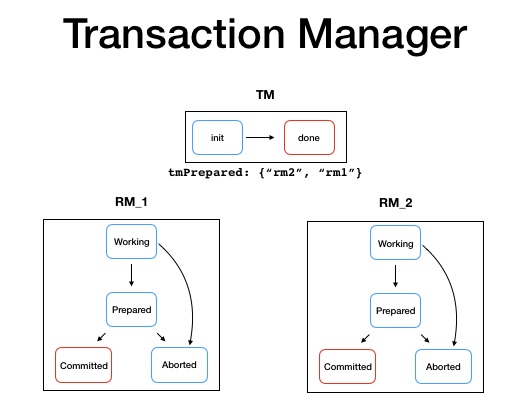 Transaction Manager
TM
init
done
tmPrepared: {“rm2”, “rm1”}
RM_1
Working
Prepared
Committed
Aborted
RM_2
Working
Prepared
Committed
Aborted